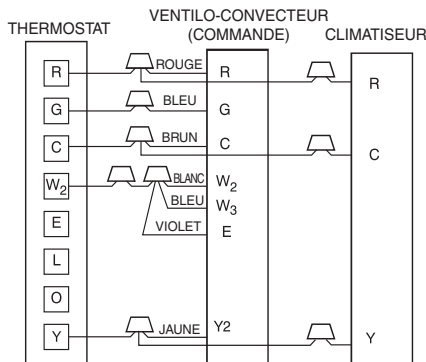 THERMOSTAT
VENTILO-CONVECTEUR
(COMMANDE)
CLIMATISEUR
R
ROUGE
R
R
G
BLEU
G
C
BRUN
C
C
W2
BLANC
W2
BLEU
W3
E
VIOLET
E
L
O
Y
JAUNE
Y2
Y